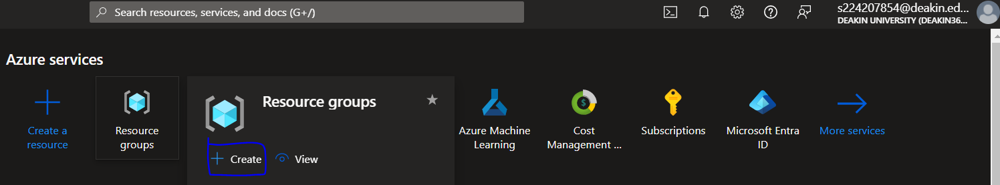 Search resources, services, and docs (G+/)
s224207854@deakin.ed...
DEAKIN UNIVERSITY (DEAKIN36...
Azure services
Create a
resource
Resource
groups
Resource groups
Create
View
Azure Machine
Learning
Cost
Management ...
Subscriptions
Microsoft Entra
ID
More services